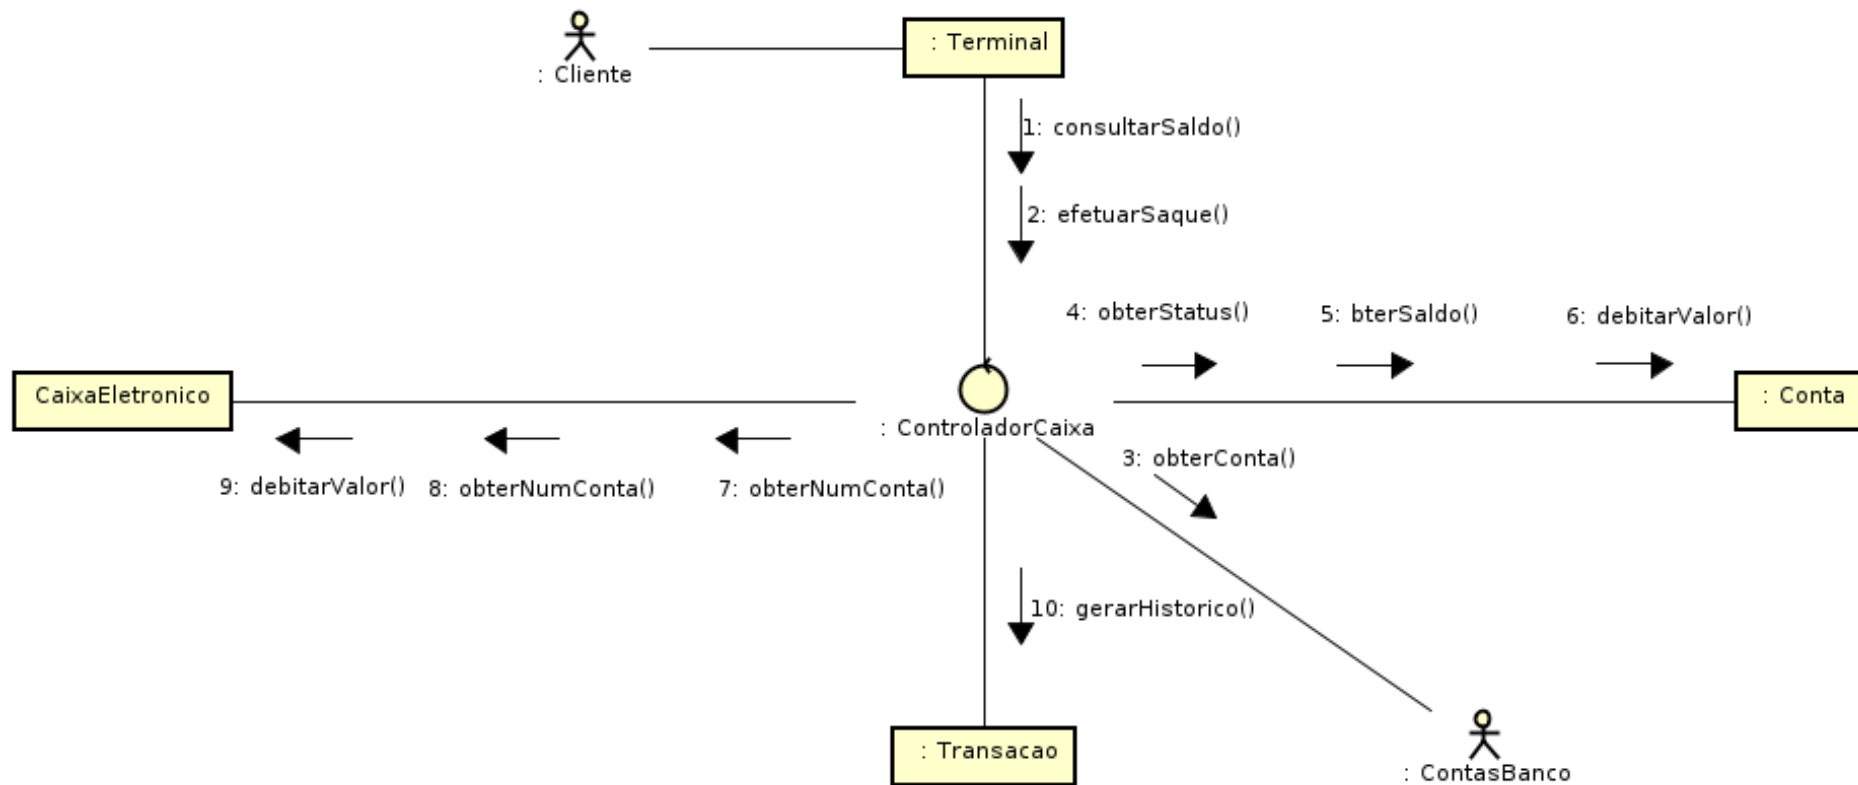 : Terminal
: Cliente
1: consultarSaldo()
2: efetuarSaque()
4: obterStatus()
5: bterSaldo()
6: debitarValor()
CaixaEletronico
: Conta
: ControladorCaixa
3: obterConta()
9: debitarValor()
8: obterNumConta()
7: obterNumConta()
10: gerarHistorico()
: Transacao
: ContasBanco